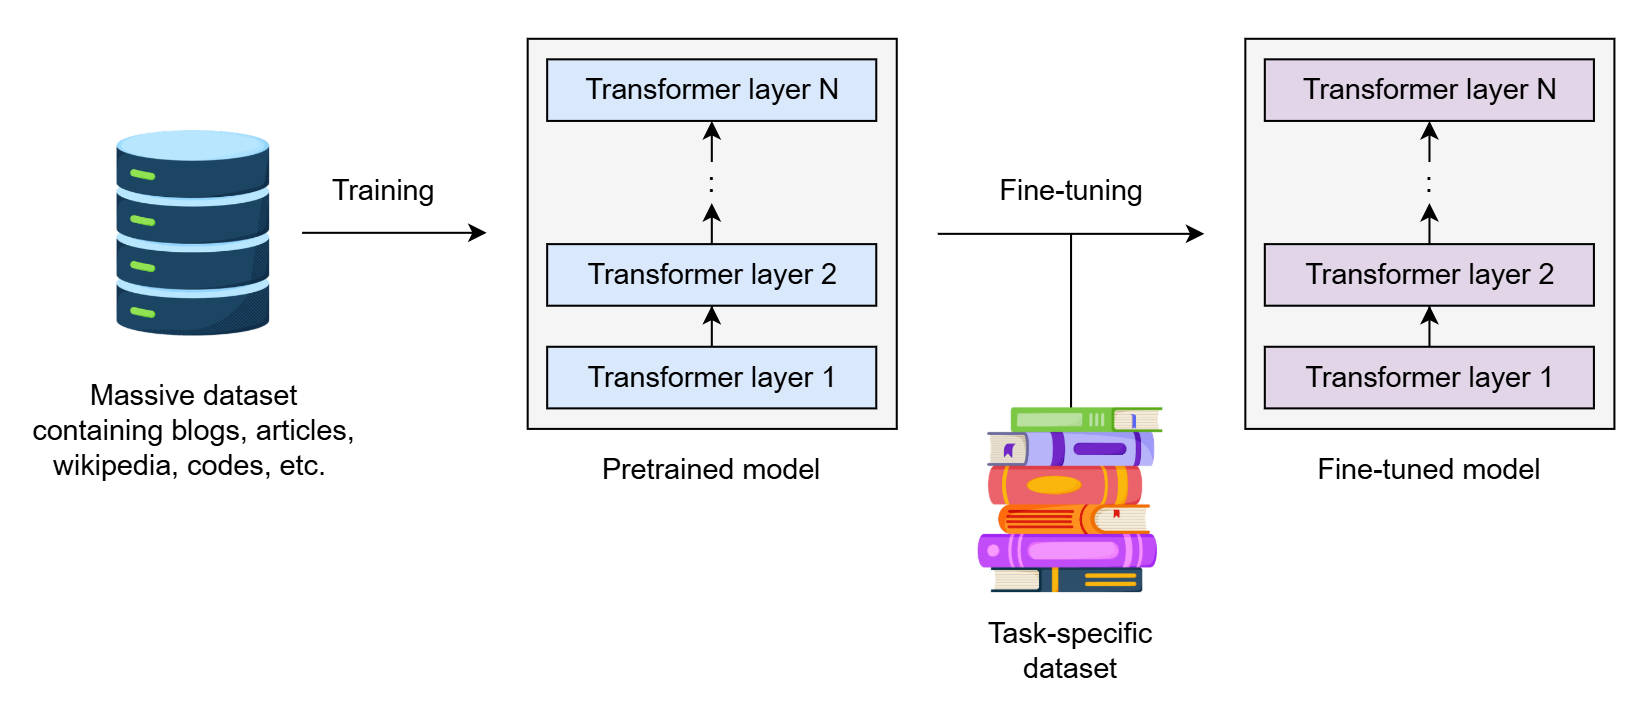 Massive dataset
containing blogs, articles,
wikipedia, codes, etc.
Training
Transformer layer N
:
Transformer layer 2
Transformer layer 1
Pretrained model
Fine-tuning
Task-specific
dataset
Transformer layer N
:
Transformer layer 2
Transformer layer 1
Fine-tuned model